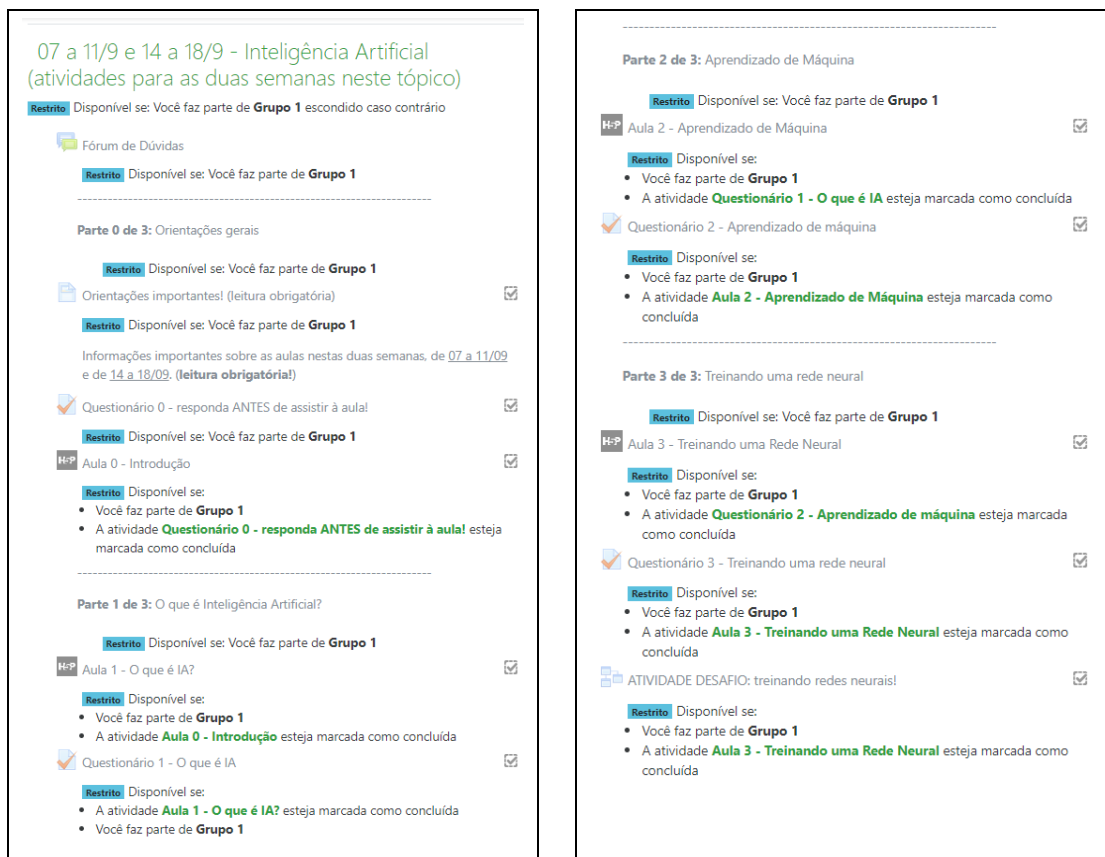 07 a 11/9 e 14 a 18/9 - Inteligência Artificial
(atividades para as duas semanas neste tópico)
Restrito Disponível se: Você faz parte de Grupo 1 escondido caso contrário
Fórum de Dúvidas
Restrito Disponível se: Você faz parte de Grupo 1
----------------------------------------------------------------------
Parte 0 de 3: Orientações gerais
Restrito Disponível se: Você faz parte de Grupo 1
Orientações importantes! (leitura obrigatória)
Restrito Disponível se: Você faz parte de Grupo 1
Informações importantes sobre as aulas nestas duas semanas, de 07 a 11/09
e de 14 a 18/09. (leitura obrigatória!)
Questionário 0 - responda ANTES de assistir à aula!
Restrito Disponível se: Você faz parte de Grupo 1
H-P Aula 0 - Introdução
Restrito Disponível se:
• Você faz parte de Grupo 1
• A atividade Questionário 0 - responda ANTES de assistir à aula! esteja
marcada como concluída
----------------------------------------------------------------------
Parte 1 de 3: O que é Inteligência Artificial?
Restrito Disponível se: Você faz parte de Grupo 1
H-P Aula 1 - O que é IA?
Restrito Disponível se:
• Você faz parte de Grupo 1
• A atividade Aula 0 - Introdução esteja marcada como concluída
Questionário 1 - O que é IA
Restrito Disponível se:
• A atividade Aula 1 - O que é IA? esteja marcada como concluída
• Você faz parte de Grupo 1
--------------------------------------------------------------------------
Parte 2 de 3: Aprendizado de Máquina
Restrito Disponível se: Você faz parte de Grupo 1
H-P Aula 2 - Aprendizado de Máquina
Restrito Disponível se:
• Você faz parte de Grupo 1
• A atividade Questionário 1 - O que é IA esteja marcada como concluída
Questionário 2 - Aprendizado de máquina
Restrito Disponível se:
• Você faz parte de Grupo 1
• A atividade Aula 2 - Aprendizado de Máquina esteja marcada como
concluída
--------------------------------------------------------------------------
Parte 3 de 3: Treinando uma rede neural
Restrito Disponível se: Você faz parte de Grupo 1
H-P Aula 3 - Treinando uma Rede Neural
Restrito Disponível se:
• Você faz parte de Grupo 1
• A atividade Questionário 2 - Aprendizado de máquina esteja marcada
como concluída
Questionário 3 - Treinando uma rede neural
Restrito Disponível se:
• Você faz parte de Grupo 1
• A atividade Aula 3 - Treinando uma Rede Neural esteja marcada como
concluída
ATIVIDADE DESAFIO: treinando redes neurais!
Restrito Disponível se:
• Você faz parte de Grupo 1
• A atividade Aula 3 - Treinando uma Rede Neural esteja marcada como
concluída